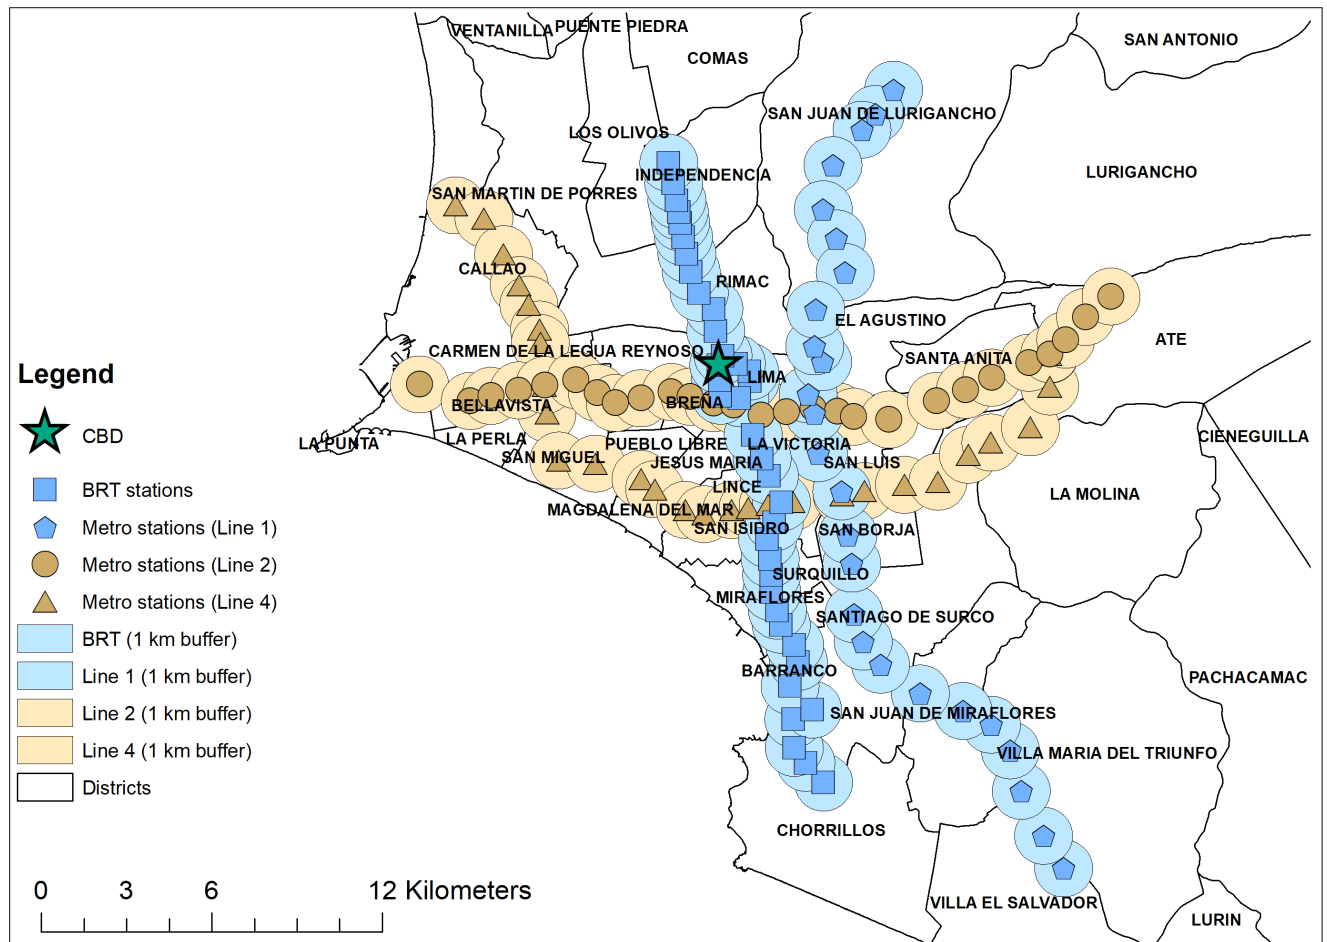 VENTANILLA
PUENTE PIEDRA
COMAS
SAN ANTONIO
SAN JUAN DE LURIGANCHO
LOS OLIVOS
INDEPENDENCIA
LURIGANCHO
SAN MARTIN DE PORRES
CALLAO
RIMAC
EL AGUSTINO
ATE
CARMEN DE LA LEGUA REYNOSO
SANTA ANITA
LIMA
BREÑA
BELLAVISTA
LA PUNTA
LA PERLA
PUEBLO LIBRE
LA VICTORIA
CIENEGUILLA
SAN MIGUEL
JESUS MARIA
SAN LUIS
LINCE
LA MOLINA
MAGDALENA DEL MAR
SAN ISIDRO
SAN BORJA
SURQUILLO
MIRAFLORES
SANTIAGO DE SURCO
BARRANCO
PACHACAMAC
SAN JUAN DE MIRAFLORES
VILLA MARIA DEL TRIUNFO
CHORRILLOS
VILLA EL SALVADOR
LURIN
Legend
CBD
BRT stations
Metro stations (Line 1)
Metro stations (Line 2)
Metro stations (Line 4)
BRT (1 km buffer)
Line 1 (1 km buffer)
Line 2 (1 km buffer)
Line 4 (1 km buffer)
Districts
0 3 6 12 Kilometers